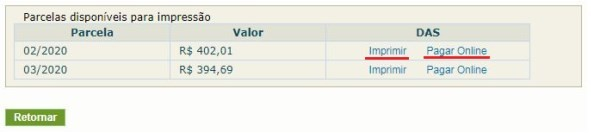 Parcelas disponíveis para impressão
Parcela Valor DAS
02/2020 R$ 402,01 Imprimir Pagar Online
03/2020 R$ 394,69 Imprimir Pagar Online
Retornar